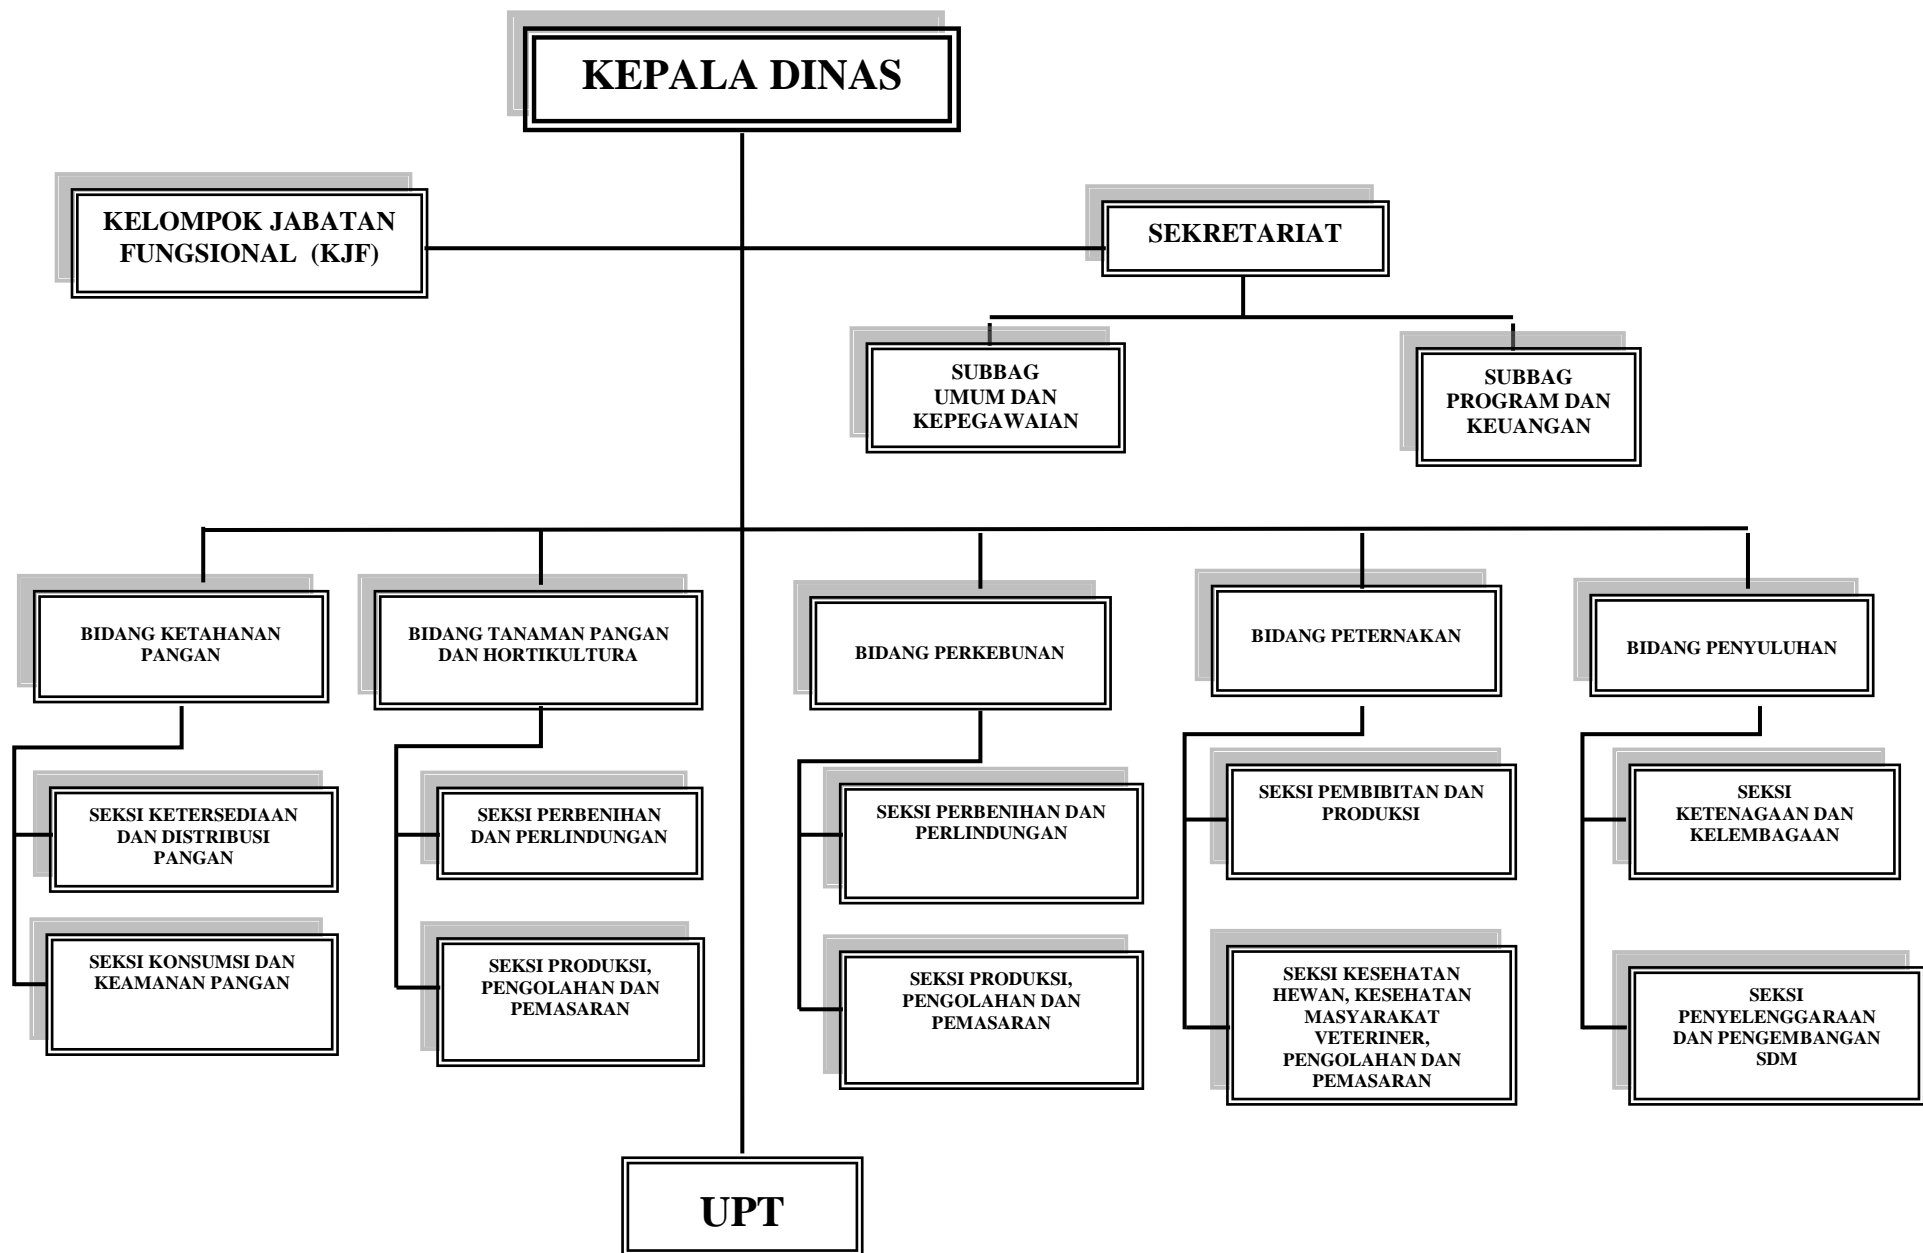 KEPALA DINAS
KELOMPOK JABATAN
FUNGSIONAL (KJF)
SEKRETARIAT
SUBBAG
UMUM DAN
KEPEGAWAIAN
SUBBAG
PROGRAM DAN
KEUANGAN
BIDANG KETAHANAN
PANGAN
BIDANG TANAMAN PANGAN
DAN HORTIKULTURA
BIDANG PERKEBUNAN
BIDANG PETERNAKAN
BIDANG PENYULUHAN
SEKSI KETERSEDIAAN
DAN DISTRIBUSI
PANGAN
SEKSI PERBENIHAN
DAN PERLINDUNGAN
SEKSI PERBENIHAN DAN
PERLINDUNGAN
SEKSI PEMBIBITAN DAN
PRODUKSI
SEKSI
KETENAGAAN DAN
KELEMBAGAAN
SEKSI KONSUMSI DAN
KEAMANAN PANGAN
SEKSI PRODUKSI,
PENGOLAHAN DAN
PEMASARAN
SEKSI PRODUKSI,
PENGOLAHAN DAN
PEMASARAN
SEKSI KESEHATAN
HEWAN, KESEHATAN
MASYARAKAT
VETERINER,
PENGOLAHAN DAN
PEMASARAN
SEKSI
PENYELENGGARAAN
DAN PENGEMBANGAN
SDM
UPT